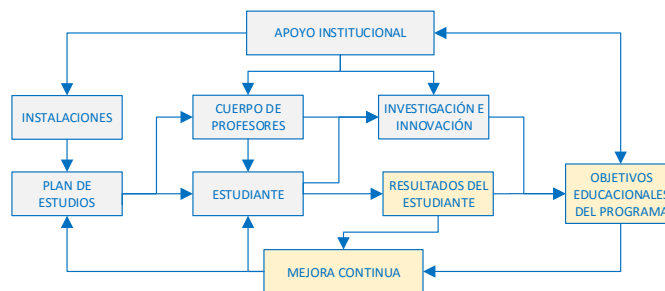 APOYO INSTITUCIONAL
INSTALACIONES
CUERPO DE
PROFESORES
INVESTIGACIÓN E
INNOVACIÓN
PLAN DE
ESTUDIOS
ESTUDIANTE
RESULTADOS DEL
ESTUDIANTE
OBJETIVOS
EDUCACIONALES
DEL PROGRAMA
MEJORA CONTINUA